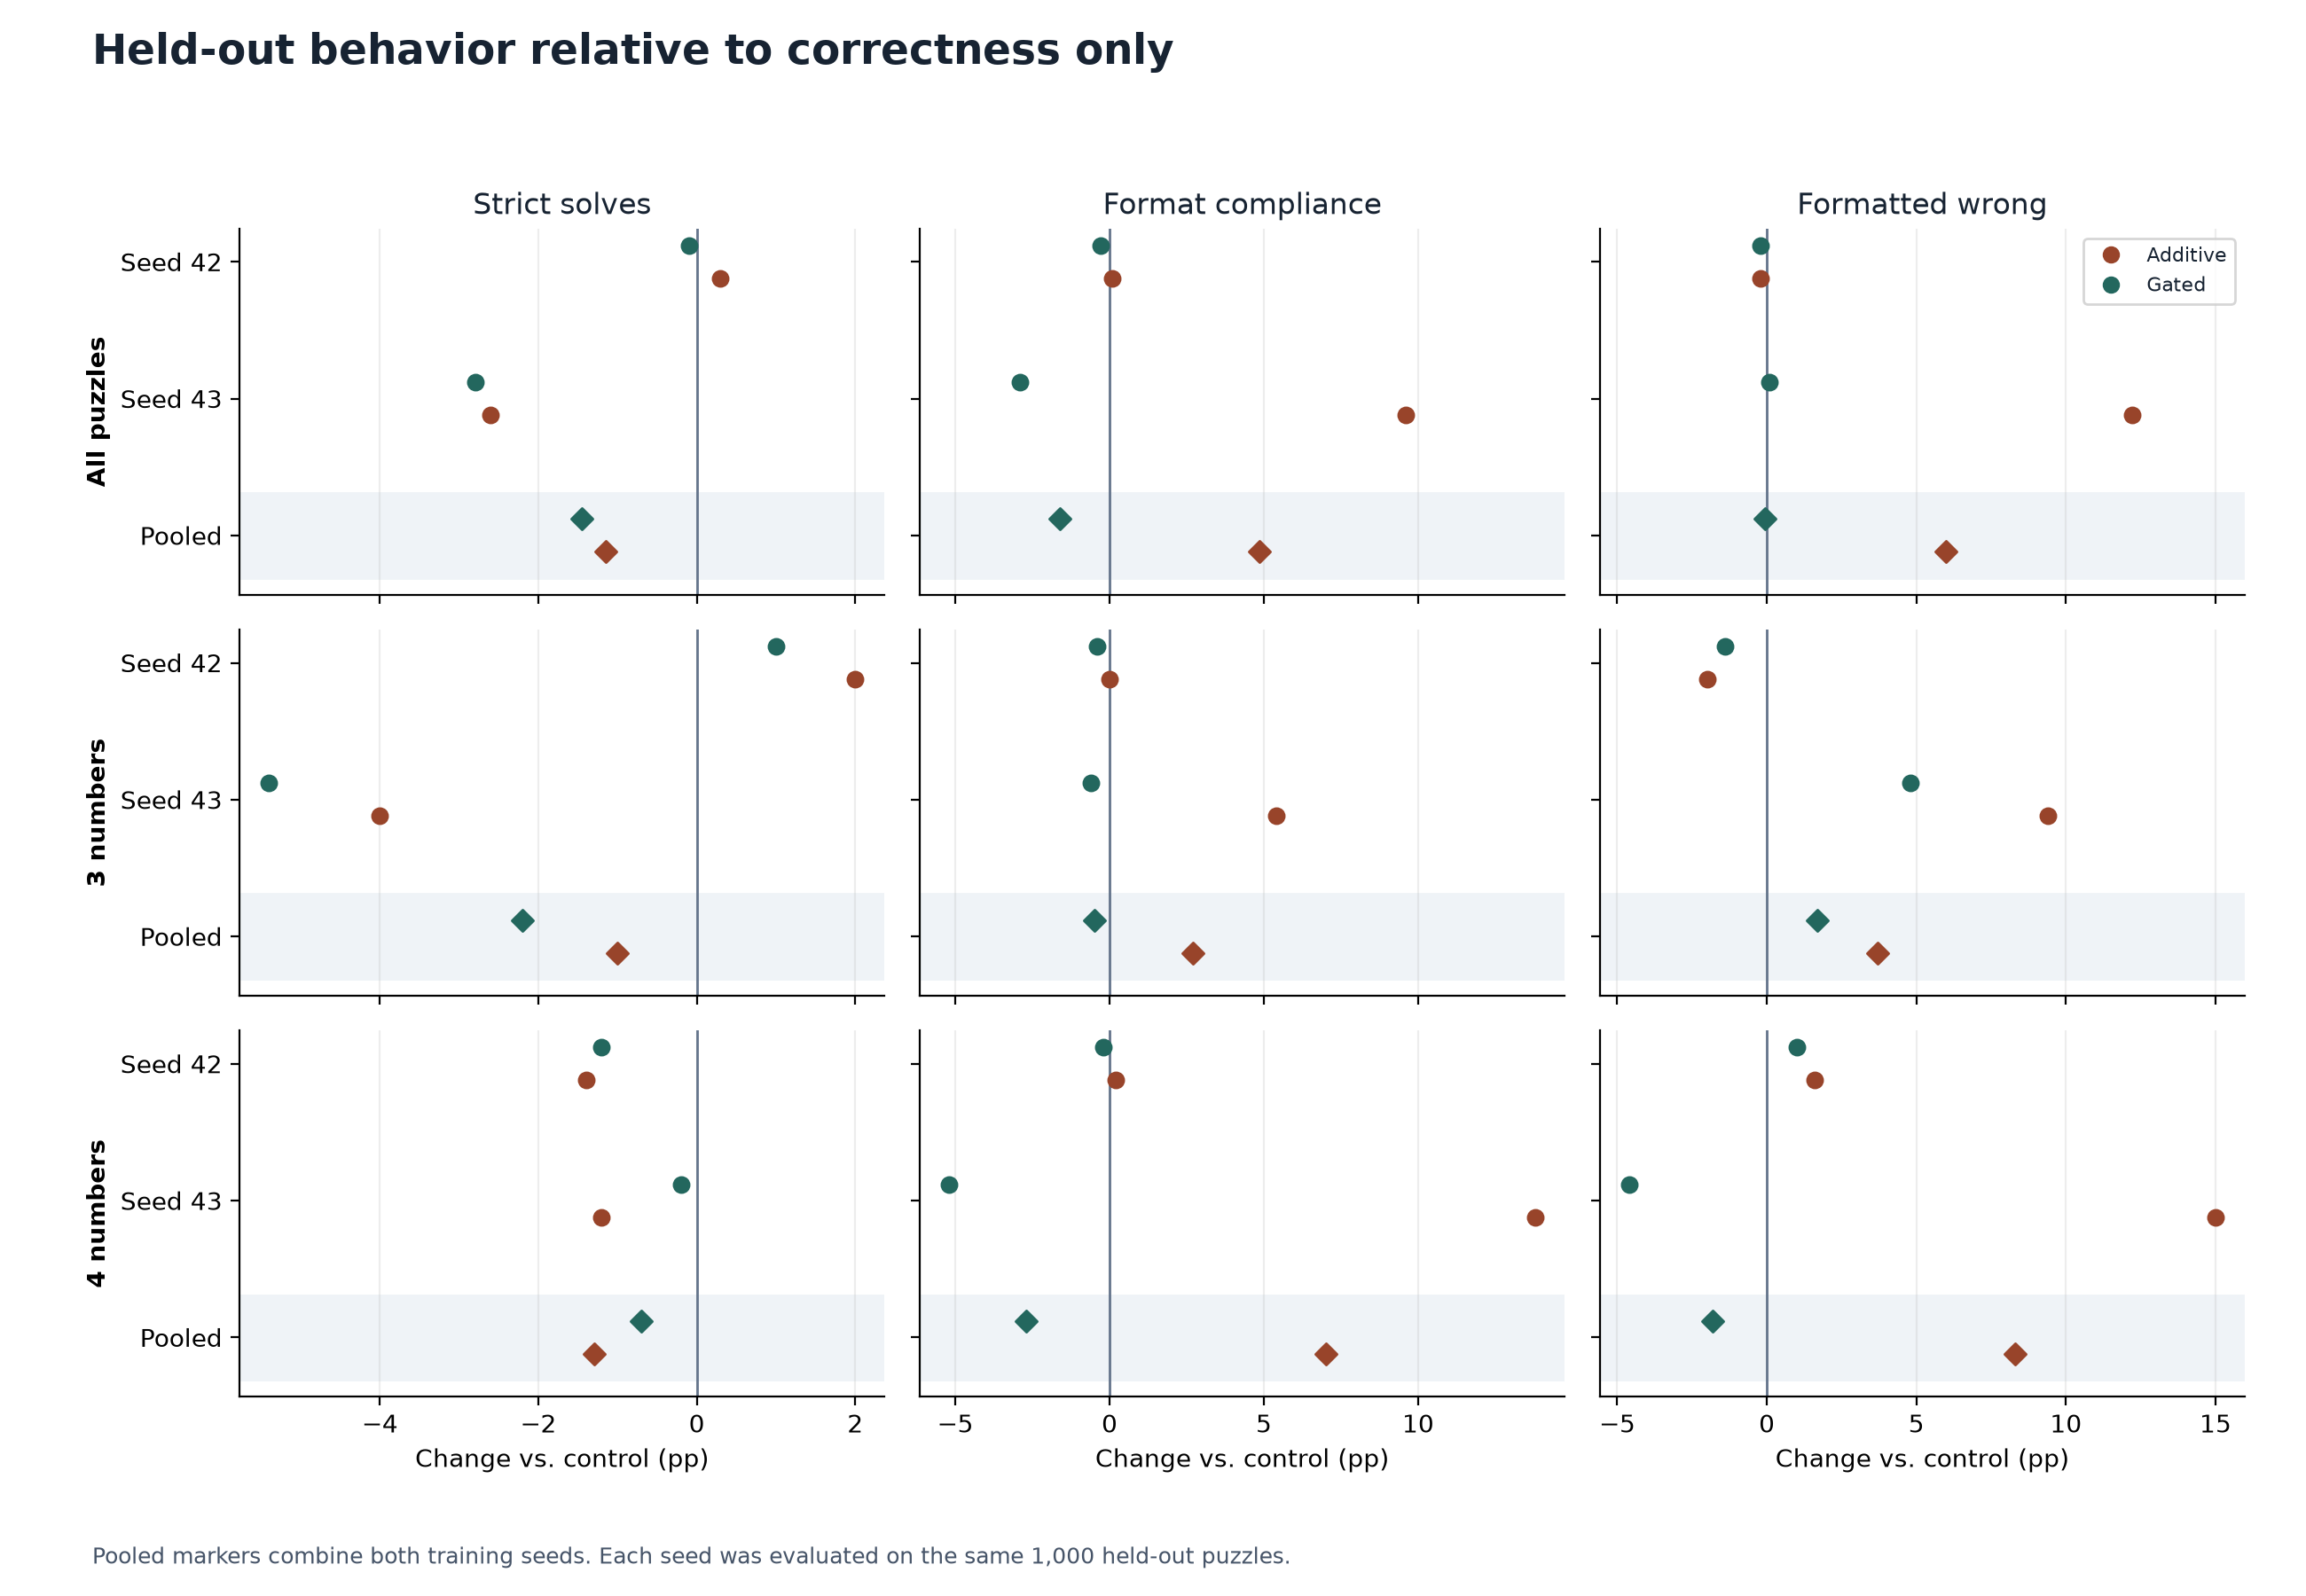 Held-out behavior relative to correctness only
Strict solves
Format compliance
Formatted wrong
All puzzles
Seed 42
Seed 43
Pooled
Additive
Gated
3 numbers
Seed 42
Seed 43
Pooled
4 numbers
Seed 42
Seed 43
Pooled
−4 −2 0 2
−5 0 5 10
−5 0 5 10 15
Change vs. control (pp)
Change vs. control (pp)
Change vs. control (pp)
Pooled markers combine both training seeds. Each seed was evaluated on the same 1,000 held-out puzzles.